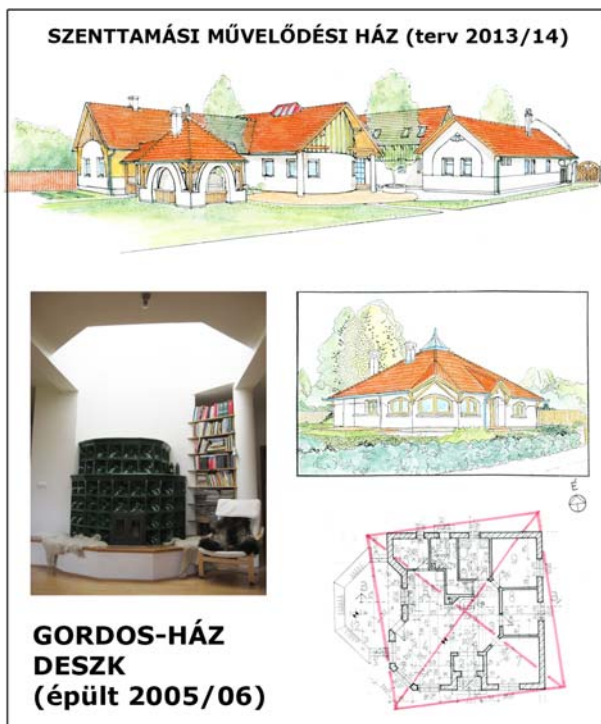 SZENTTAMÁSI MŰVELŐDÉSI HÁZ (terv 2013/14)
É
GORDOS-HÁZ
DESZK
(épült 2005/06)